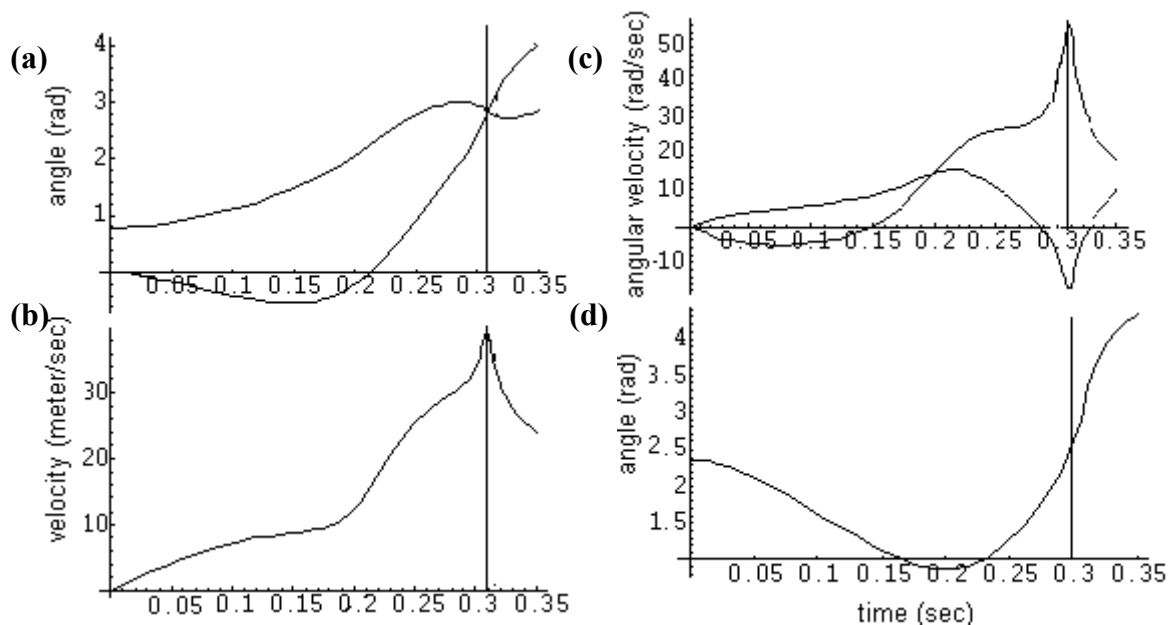 (a)
angle (rad)
4
3
2
1
0.05 0.1 0.15 0.2 0.25 0.3 0.35
(b)
velocity (meter/sec)
30
20
10
0.05 0.1 0.15 0.2 0.25 0.3 0.35
(c)
angular velocity (rad/sec)
50
40
30
20
10
-10
0.05 0.1 0.15 0.2 0.25 0.3 0.35
(d)
angle (rad)
4
3.5
3
2.5
2
1.5
0.05 0.1 0.15 0.2 0.25 0.3 0.35
time (sec)